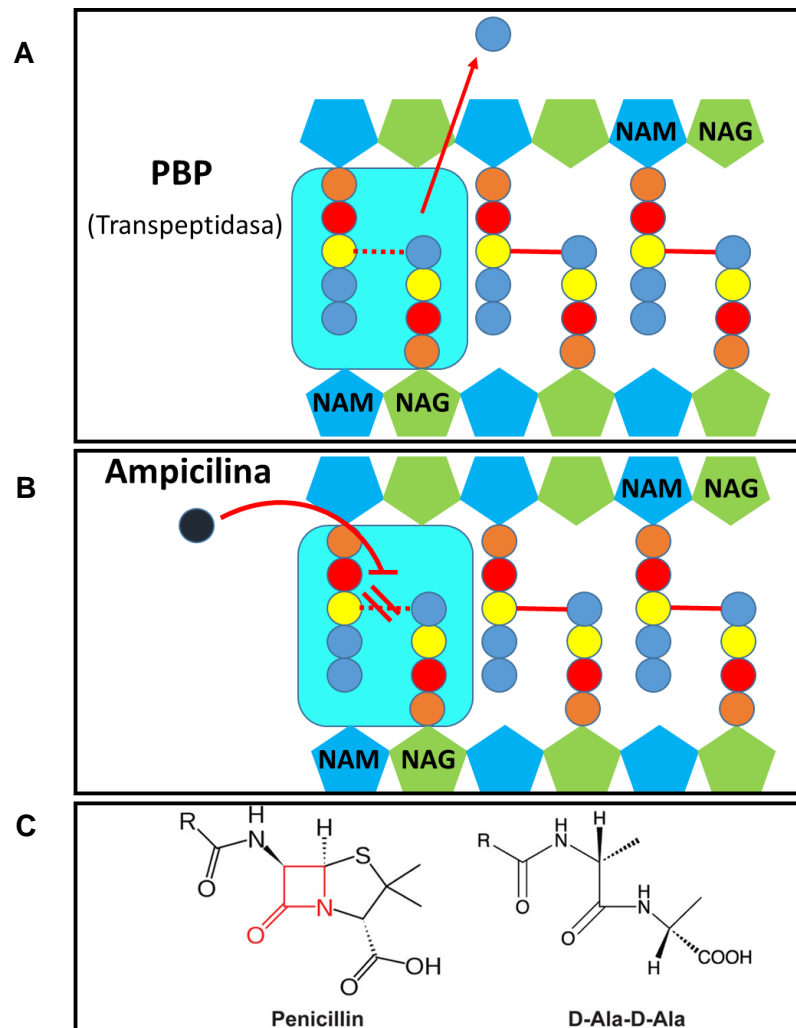 A
NAM NAG
PBP
(Transpeptidasa)
NAM NAG
B
Ampicilina
NAM NAG
NAM NAG
C
R
H
N
H
S
O
N
O
O
OH
Penicillin
R
H
N
H
O
O
H
N
H
COOH
D-Ala-D-Ala